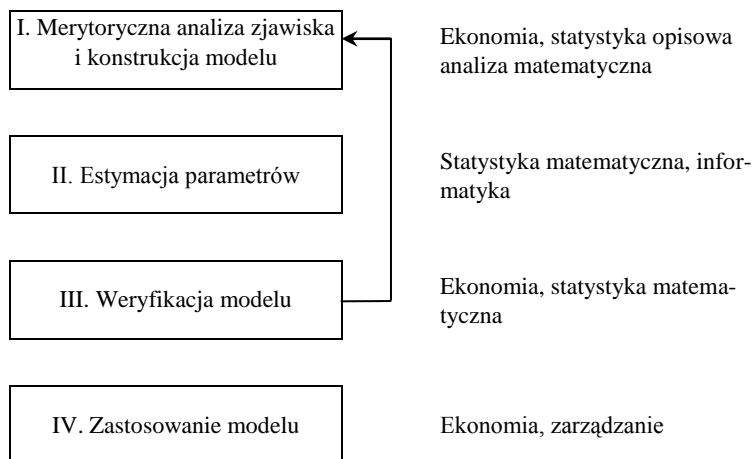 I. Merytoryczna analiza zjawiska
i konstrukcja modelu
Ekonomia, statystyka opisowa
analiza matematyczna
II. Estymacja parametrów
Statystyka matematyczna, infor-
matyka
III. Weryfikacja modelu
Ekonomia, statystyka matema-
tyczna
IV. Zastosowanie modelu
Ekonomia, zarządzanie